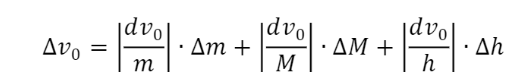 Δv₀ = |dv₀/m| · Δm + |dv₀/M| · ΔM + |dv₀/h| · Δh